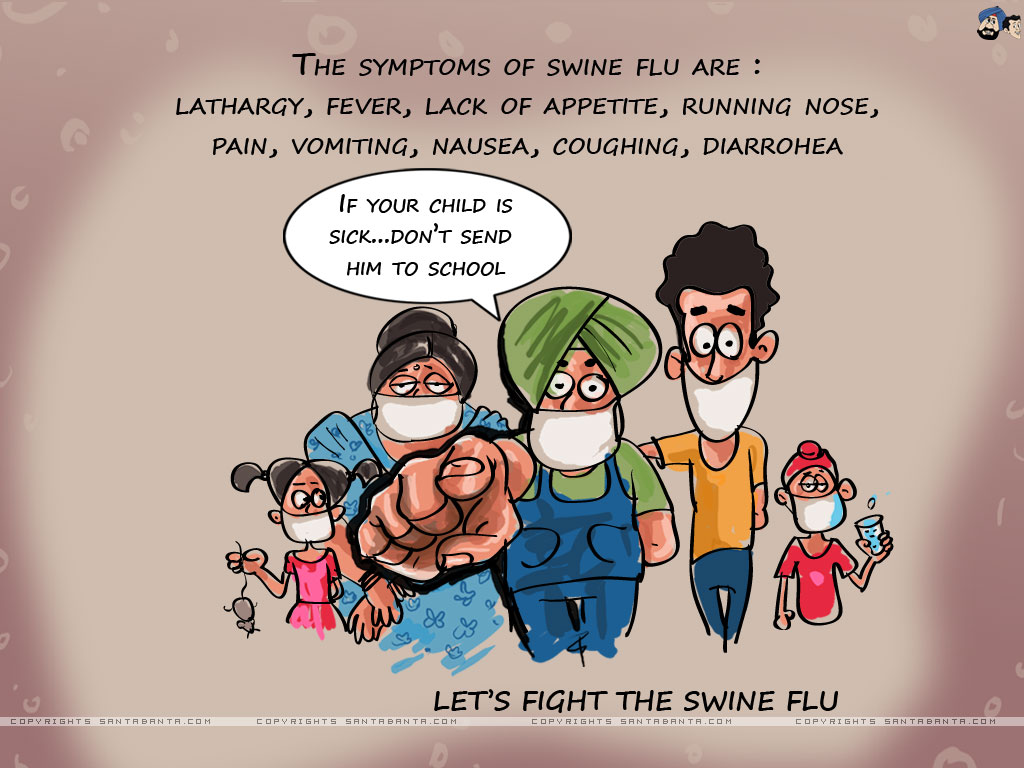 THE SYMPTOMS OF SWINE FLU ARE :
LATHARGY, FEVER, LACK OF APPETITE, RUNNING NOSE,
PAIN, VOMITING, NAUSEA, COUGHING, DIARROHEA
IF YOUR CHILD IS
SICK...DON'T SEND
HIM TO SCHOOL
LET'S FIGHT THE SWINE FLU
COPYRIGHTS SANTABANTA.COM COPYRIGHTS SANTABANTA.COM COPYRIGHTS SANTABANTA.COM COPYRIGHTS SANTABANTA.COM